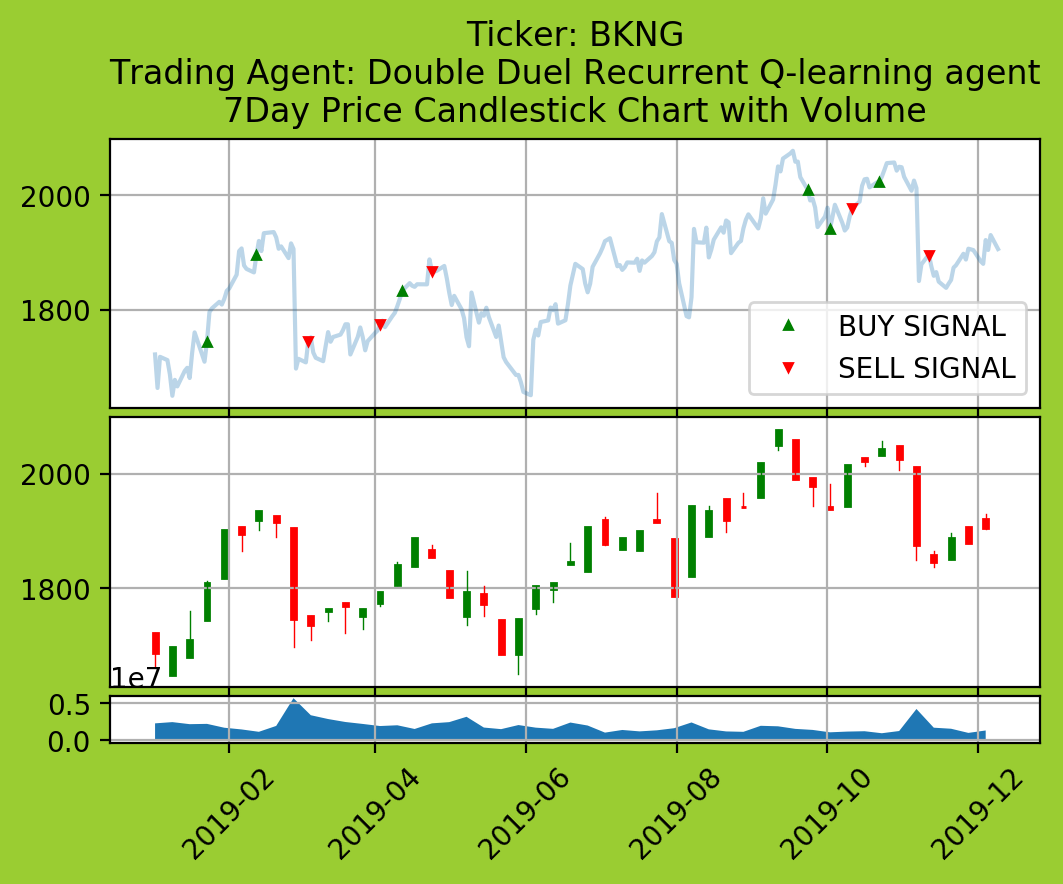 Ticker: BKNG
Trading Agent: Double Duel Recurrent Q-learning agent
7Day Price Candlestick Chart with Volume
2000
1800
BUY SIGNAL
SELL SIGNAL
2000
1800
1e7
0.5
0.0
2019-02
2019-04
2019-06
2019-08
2019-10
2019-12